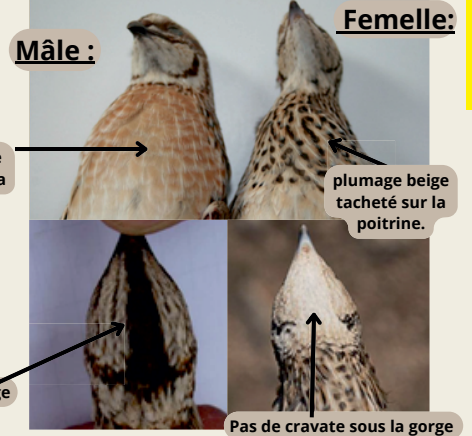 Mâle :
Femelle:
plumage beige
tacheté sur la
poitrine.
Pas de cravate sous la gorge